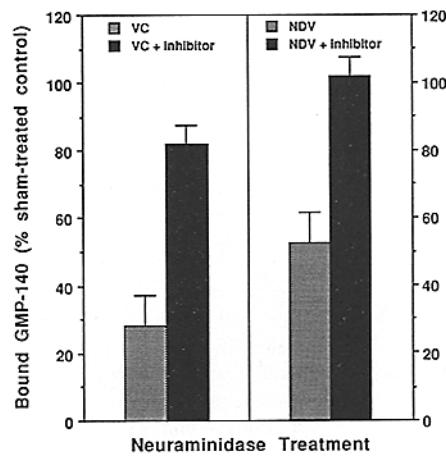 120
100
80
60
40
20
0
Bound GMP-140 (% sham-treated control)
VC
VC + inhibitor
NDV
NDV + inhibitor
120
100
80
60
40
20
0
Neuraminidase Treatment